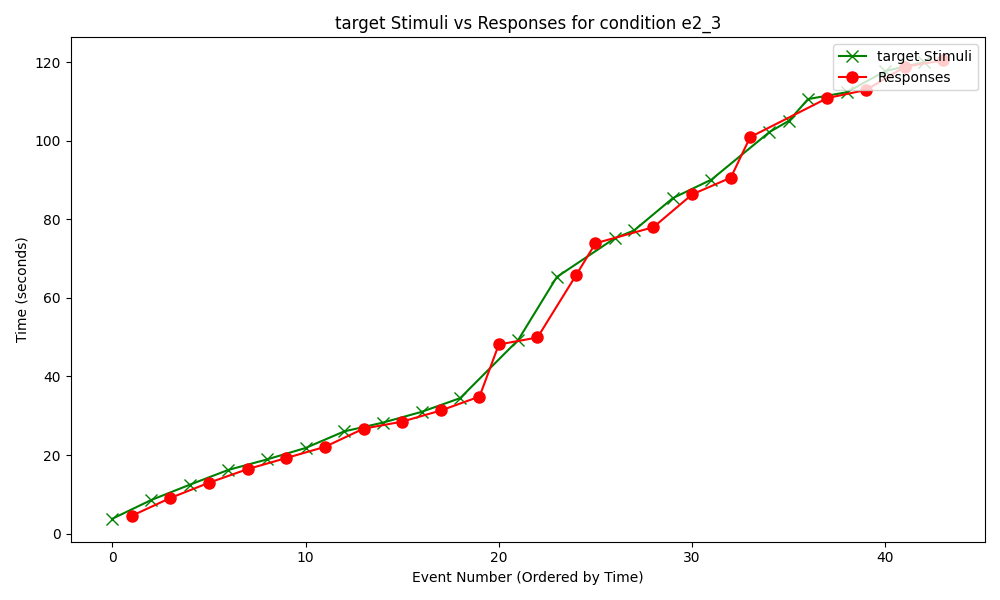 target Stimuli vs Responses for condition e2_3
target Stimuli
Responses
Time (seconds)
120
100
80
60
40
20
0
0 10 20 30 40
Event Number (Ordered by Time)